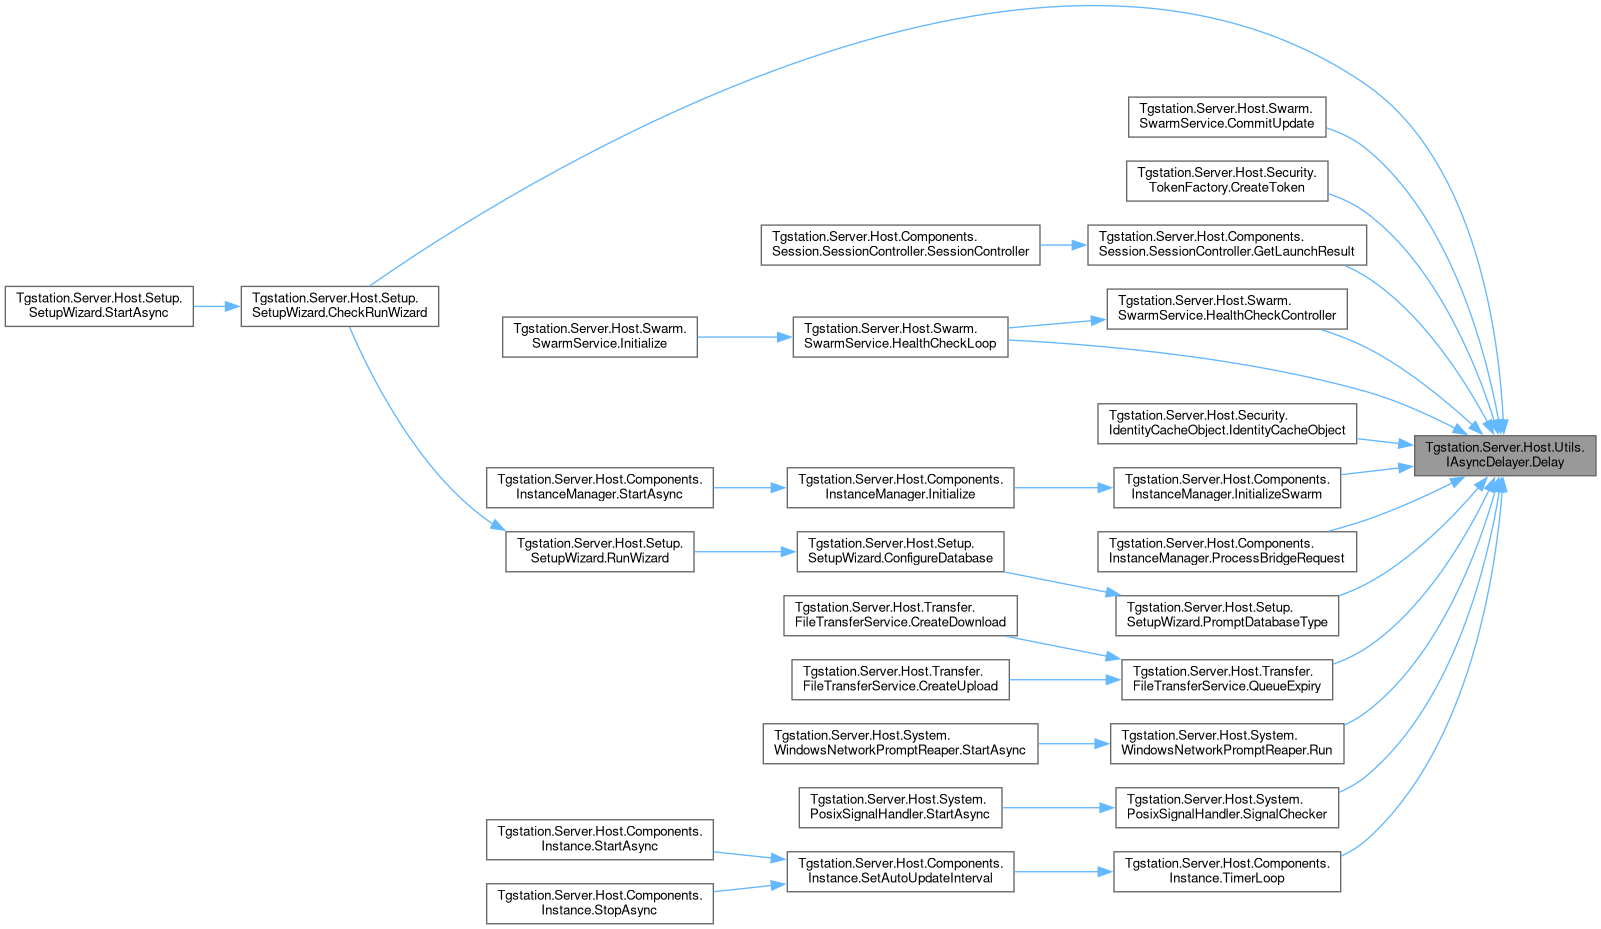 Tgstation.Server.Host.Swarm.
SwarmService.CommitUpdate
Tgstation.Server.Host.Security.
TokenFactory.CreateToken
Tgstation.Server.Host.Components.
Session.SessionController.SessionController
Tgstation.Server.Host.Components.
Session.SessionController.GetLaunchResult
Tgstation.Server.Host.Setup.
SetupWizard.StartAsync
Tgstation.Server.Host.Setup.
SetupWizard.CheckRunWizard
Tgstation.Server.Host.Swarm.
SwarmService.HealthCheckController
Tgstation.Server.Host.Swarm.
SwarmService.Initialize
Tgstation.Server.Host.Swarm.
SwarmService.HealthCheckLoop
Tgstation.Server.Host.Security.
IdentityCacheObject.IdentityCacheObject
Tgstation.Server.Host.Utils.
IAsyncDelayer.Delay
Tgstation.Server.Host.Components.
InstanceManager.StartAsync
Tgstation.Server.Host.Components.
InstanceManager.Initialize
Tgstation.Server.Host.Components.
InstanceManager.InitializeSwarm
Tgstation.Server.Host.Setup.
SetupWizard.RunWizard
Tgstation.Server.Host.Setup.
SetupWizard.ConfigureDatabase
Tgstation.Server.Host.Components.
InstanceManager.ProcessBridgeRequest
Tgstation.Server.Host.Transfer.
FileTransferService.CreateDownload
Tgstation.Server.Host.Setup.
SetupWizard.PromptDatabaseType
Tgstation.Server.Host.Transfer.
FileTransferService.CreateUpload
Tgstation.Server.Host.Transfer.
FileTransferService.QueueExpiry
Tgstation.Server.Host.System.
WindowsNetworkPromptReaper.StartAsync
Tgstation.Server.Host.System.
WindowsNetworkPromptReaper.Run
Tgstation.Server.Host.System.
PosixSignalHandler.StartAsync
Tgstation.Server.Host.System.
PosixSignalHandler.SignalChecker
Tgstation.Server.Host.Components.
Instance.StartAsync
Tgstation.Server.Host.Components.
Instance.SetAutoUpdateInterval
Tgstation.Server.Host.Components.
Instance.TimerLoop
Tgstation.Server.Host.Components.
Instance.StopAsync